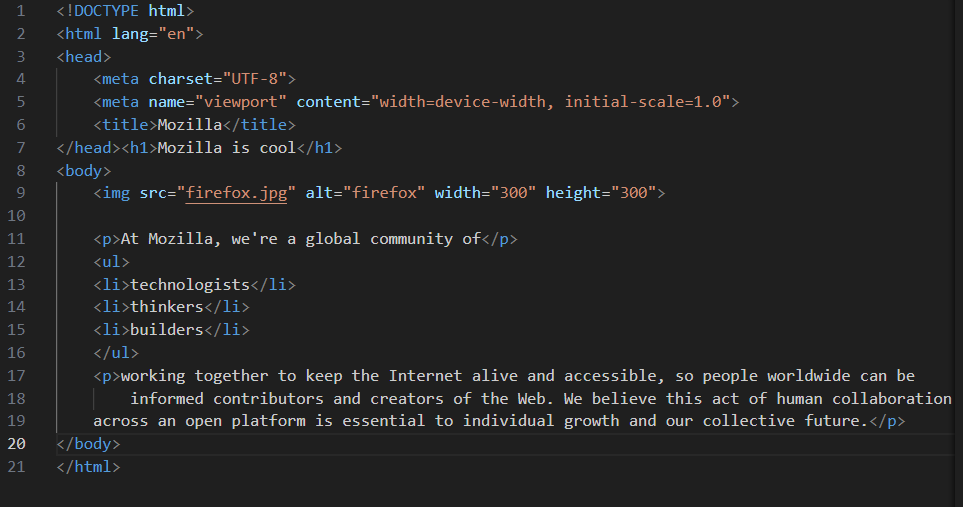 1 <!DOCTYPE html>
2 <html lang="en">
3 <head>
4     <meta charset="UTF-8">
5     <meta name="viewport" content="width=device-width, initial-scale=1.0">
6     <title>Mozilla</title>
7 </head><h1>Mozilla is cool</h1>
8 <body>
9     <img src="firefox.jpg" alt="firefox" width="300" height="300">
10
11     <p>At Mozilla, we're a global community of</p>
12     <ul>
13     <li>technologists</li>
14     <li>thinkers</li>
15     <li>builders</li>
16     </ul>
17     <p>working together to keep the Internet alive and accessible, so people worldwide can be
18         informed contributors and creators of the Web. We believe this act of human collaboration
19     across an open platform is essential to individual growth and our collective future.</p>
20 </body>
21 </html>